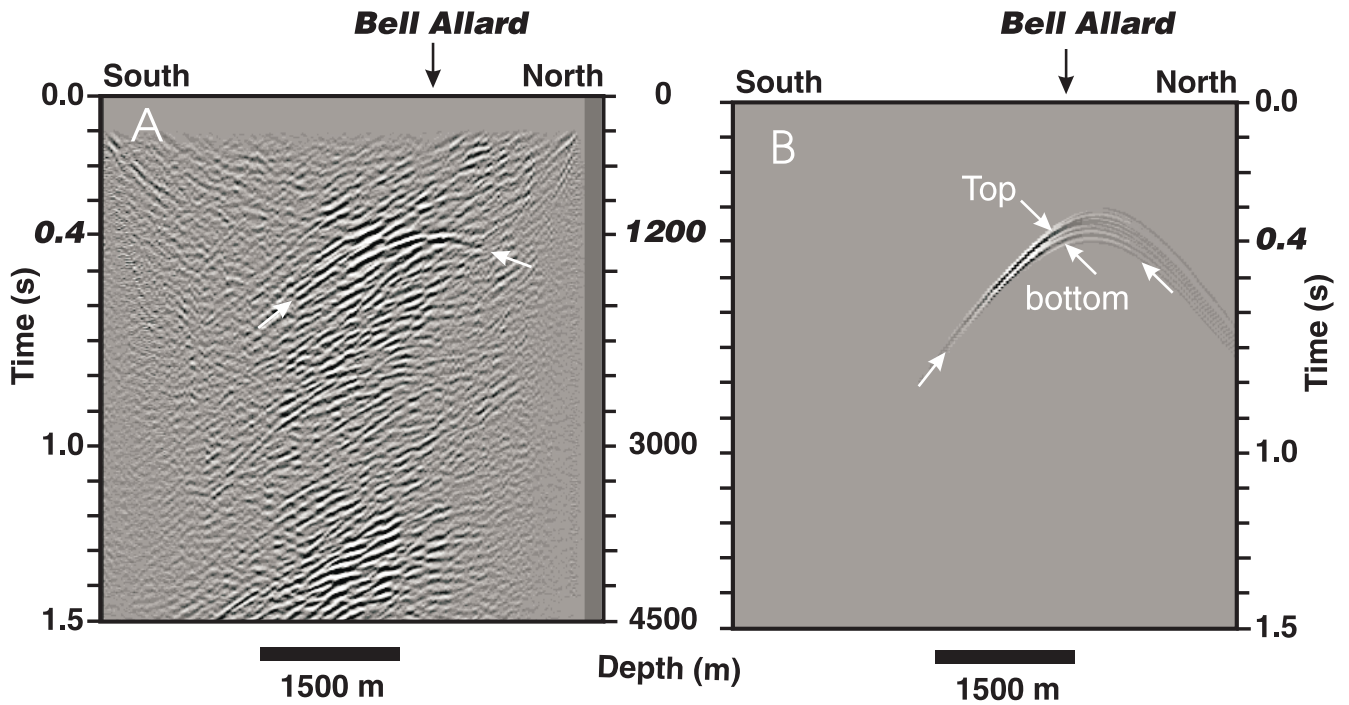 Bell Allard
South
North
A
0.0
0.4
1.0
1.5
Time (s)
0
1200
3000
4500
Depth (m)
1500 m
Bell Allard
South
North
B
Top
bottom
0.0
0.4
1.0
1.5
Time (s)
1500 m